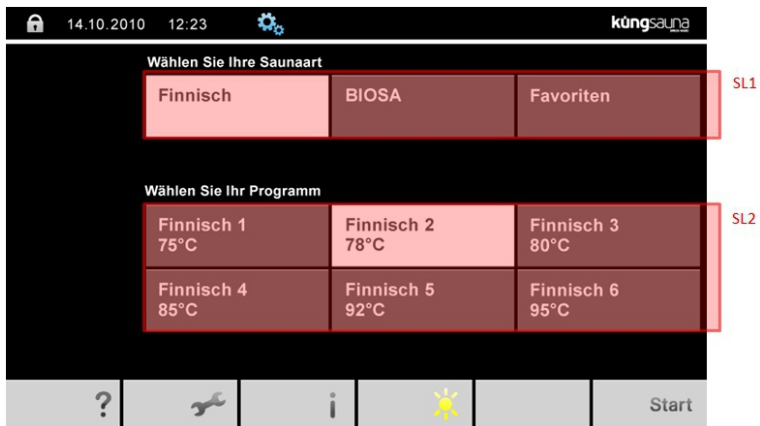 14.10.2010 12:23 küngsauna
Wählen Sie Ihre Saunaart
Finnisch BIOSA Favoriten
SL1
Wählen Sie Ihr Programm
Finnisch 1 Finnisch 2 Finnisch 3
75°C 78°C 80°C
SL2
Finnisch 4 Finnisch 5 Finnisch 6
85°C 92°C 95°C
? i Start